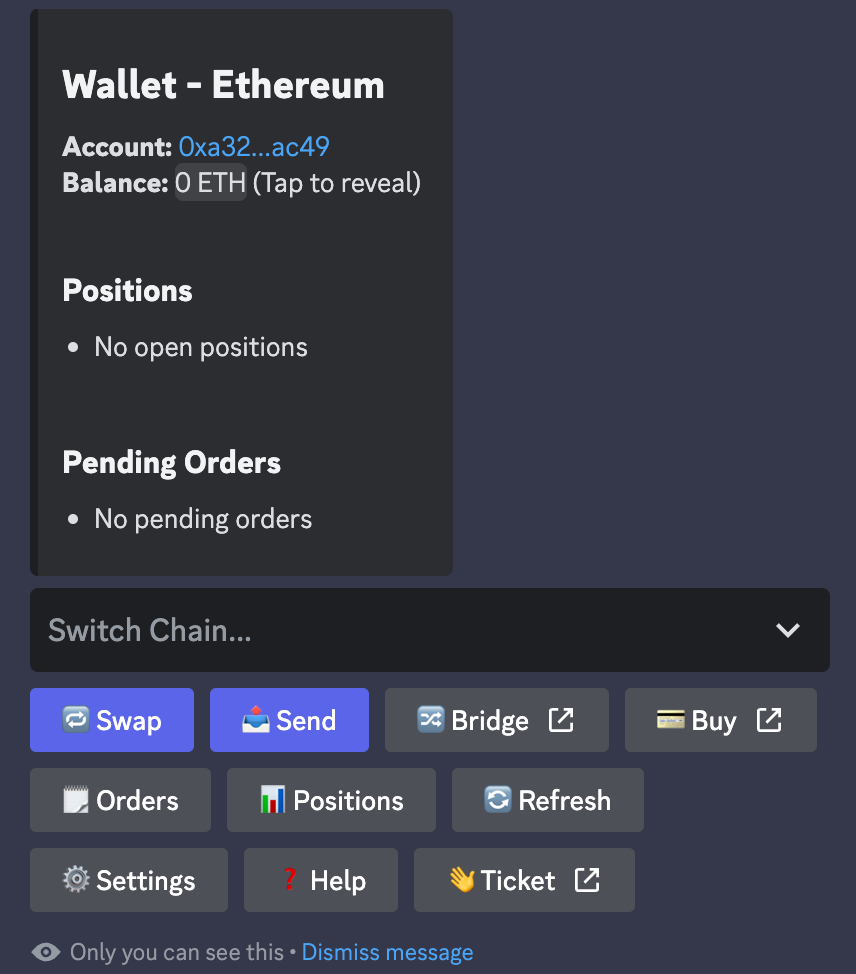 Wallet - Ethereum
Account: 0xa32...ac49
Balance: 0 ETH (Tap to reveal)
Positions
• No open positions
Pending Orders
• No pending orders
Switch Chain...
Swap Send Bridge Buy
Orders Positions Refresh
Settings Help Ticket
Only you can see this • Dismiss message